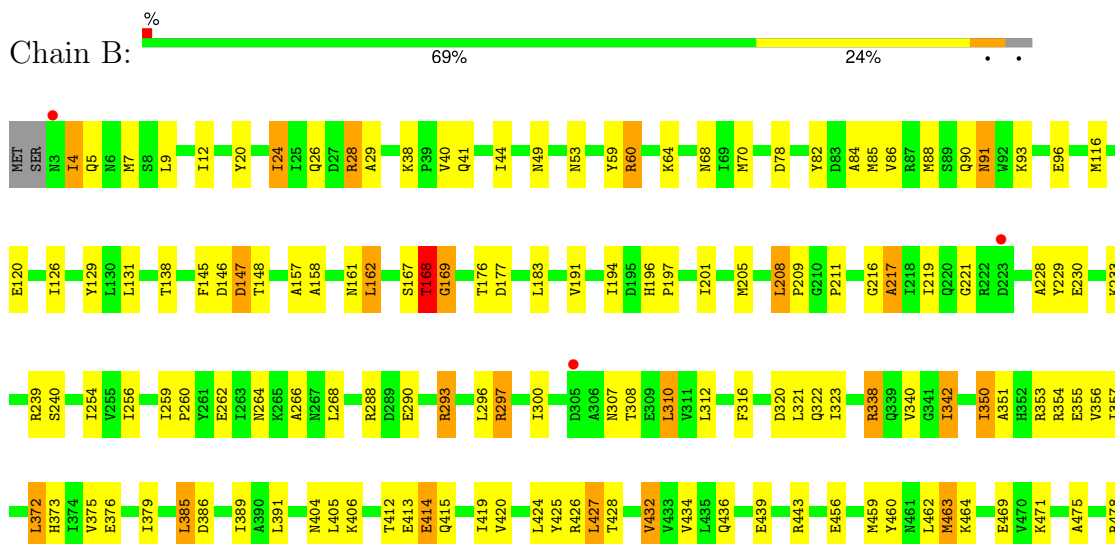 %
Chain B:
69% 24% • •
MET SER N3 I4 Q5 N6 M7 S8 L9 I12 Y20 I24 I25 Q26 D27 R28 A29 K38 P39 V40 Q41 I44 N49 N53 Y59 R60 K64 N68 I69 M70 D78 Y82 D83 A84 M85 V86 R87 M88 S89 Q90 N91 W92 K93 E96 M116
E120 I126 Y129 L130 L131 T138 F145 D146 D147 T148 A157 A158 N161 L162 S167 T168 G169 T176 D177 L183 V191 I194 D195 H196 P197 I201 M205 L208 P209 G210 P211 G216 A217 I218 I219 Q220 G221 R222 D223 A228 Y229 E230 K233
R239 S240 I254 V255 I256 I259 P260 Y261 E262 I263 N264 K265 A266 N267 L268 R288 D289 E290 R293 L296 R297 I300 D305 A306 N307 T308 E309 L310 V311 L312 F316 D320 L321 Q322 I323 R338 Q339 V340 G341 I342 I350 A351 H352 R353 R354 E355 V356 I357
L372 H373 I374 V375 E376 I379 L385 D386 I389 A390 L391 N404 L405 K406 T412 E413 E414 Q415 I419 V420 L424 Y425 R426 L427 T428 V432 V433 V434 L435 Q436 E439 R443 E456 M459 Y460 N461 L462 M463 K464 E469 V470 K471 A475